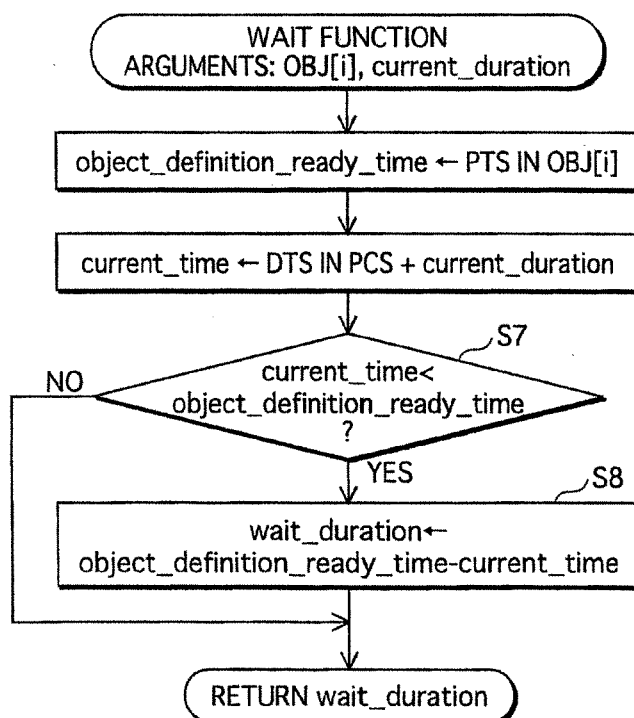 WAIT FUNCTION
ARGUMENTS: OBJ[i], current_duration
object_definition_ready_time ← PTS IN OBJ[i]
current_time ← DTS IN PCS + current_duration
S7
NO
current_time<
object_definition_ready_time
?
YES
S8
wait_duration←
object_definition_ready_time-current_time
RETURN wait_duration